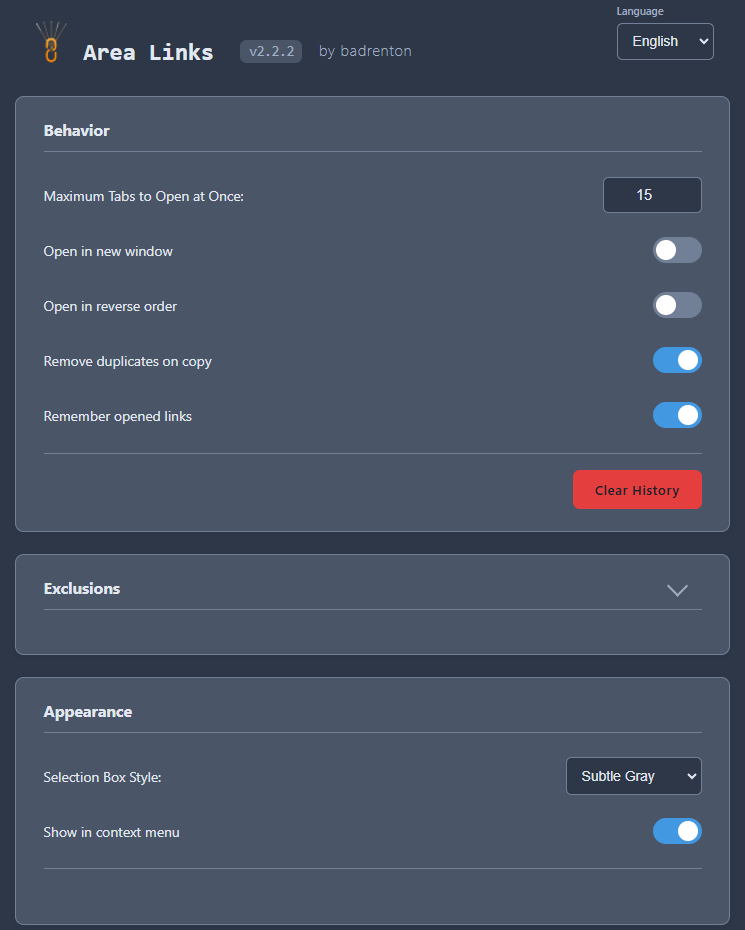 Language
Area Links v2.2.2 by badrenton English
Behavior
Maximum Tabs to Open at Once: 15
Open in new window
Open in reverse order
Remove duplicates on copy
Remember opened links
Clear History
Exclusions
Appearance
Selection Box Style: Subtle Gray
Show in context menu